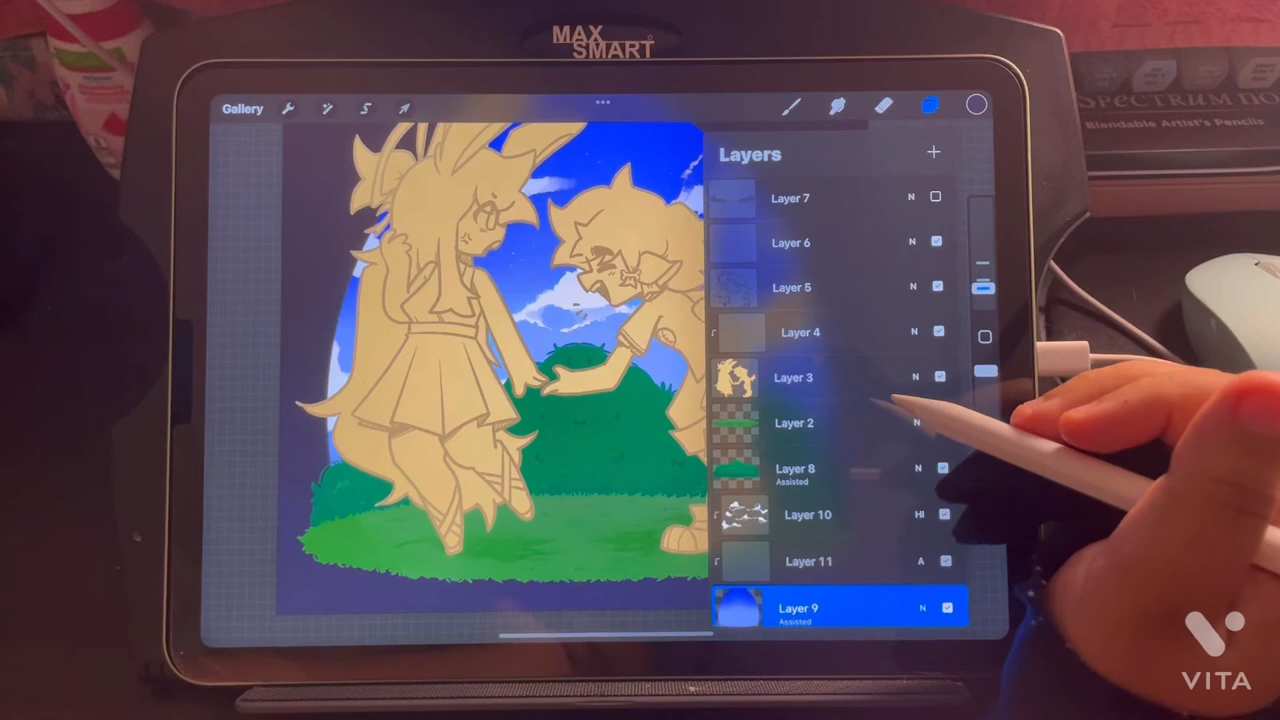 MAX
SMART
Gallery
Layers
Layer 7
N
Layer 6
N
Layer 5
N
Layer 4
N
Layer 3
N
Layer 2
N
Layer 8
N
Assisted
Layer 10
HI
Layer 11
A
Layer 9
N
Assisted
SPECTRUM NO
Blendable Artist's Pencils
VITA